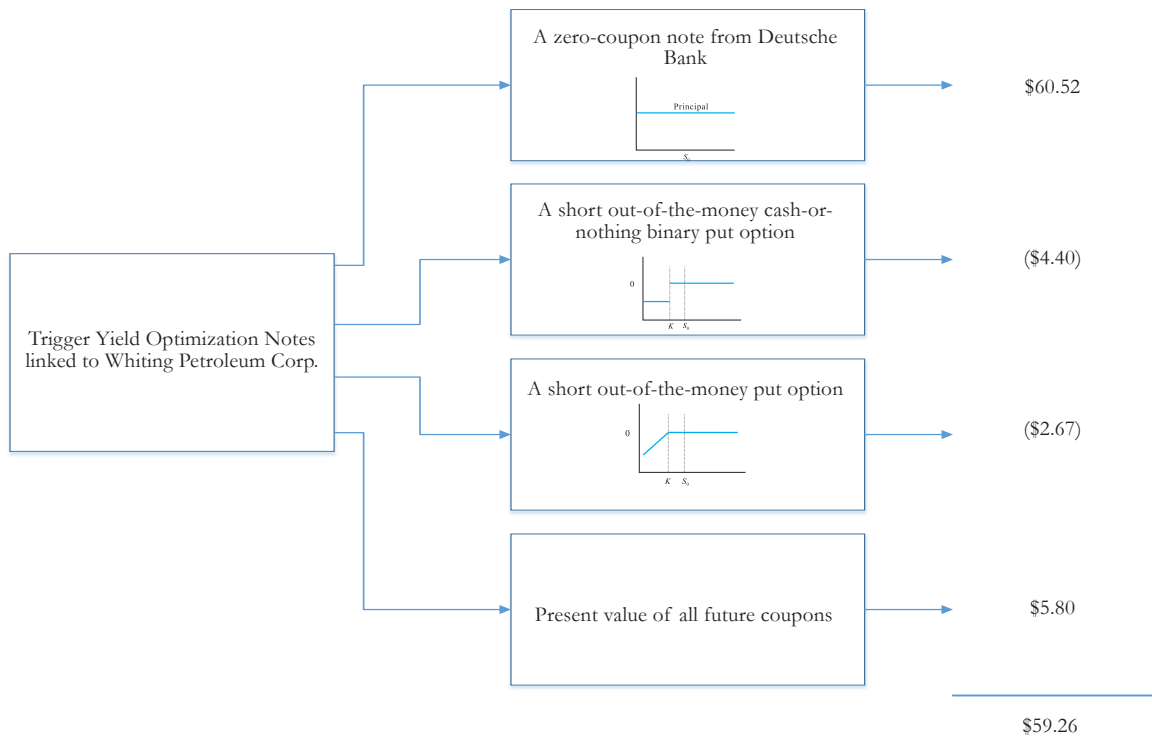 A zero-coupon note from Deutsche
Bank
Principal
S₀
$60.52
A short out-of-the-money cash-or-
nothing binary put option
0
K S₀
($4.40)
Trigger Yield Optimization Notes
linked to Whiting Petroleum Corp.
A short out-of-the-money put option
0
K S₀
($2.67)
Present value of all future coupons
$5.80
$59.26